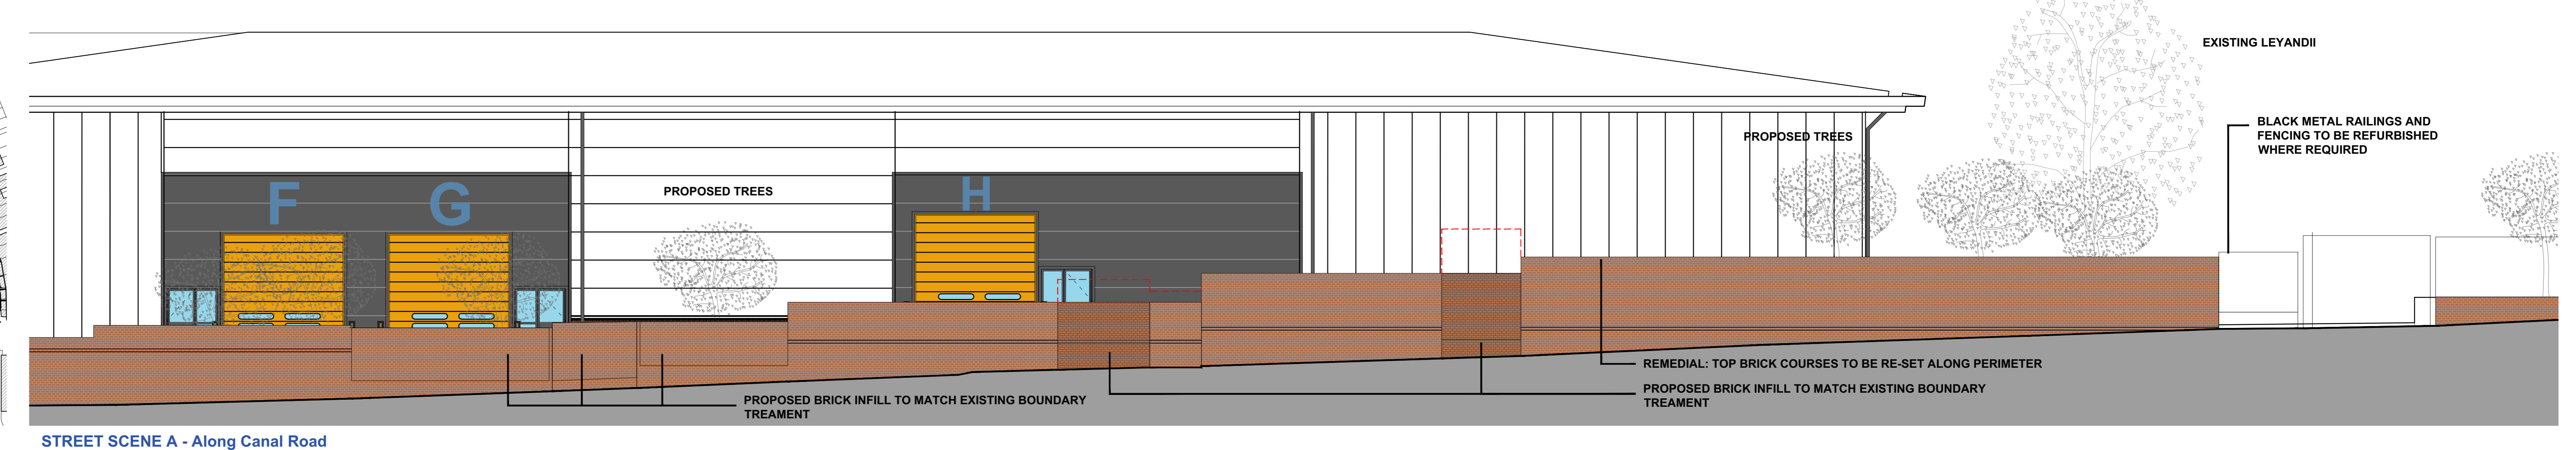 EXISTING LEYANDII
BLACK METAL RAILINGS AND
FENCING TO BE REFURBISHED
WHERE REQUIRED
PROPOSED TREES
PROPOSED TREES
F
G
H
REMEDIAL: TOP BRICK COURSES TO BE RE-SET ALONG PERIMETER
PROPOSED BRICK INFILL TO MATCH EXISTING BOUNDARY
TREAMENT
PROPOSED BRICK INFILL TO MATCH EXISTING BOUNDARY
TREAMENT
STREET SCENE A - Along Canal Road